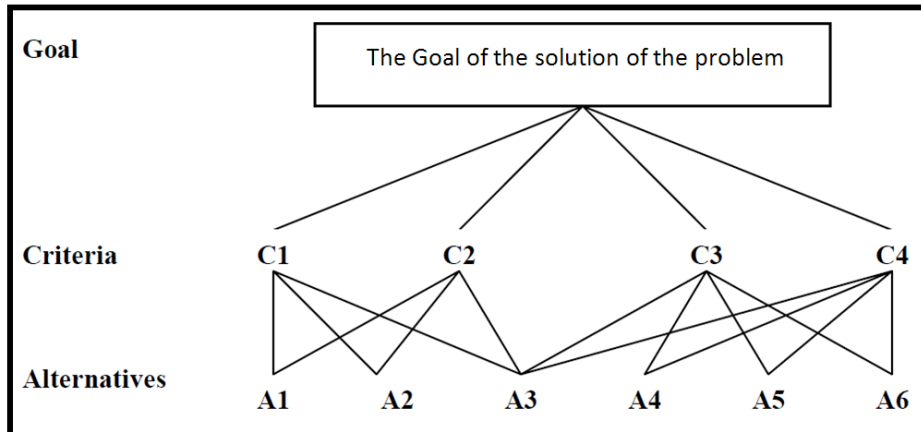 Goal
The Goal of the solution of the problem
Criteria
C1 C2 C3 C4
Alternatives
A1 A2 A3 A4 A5 A6